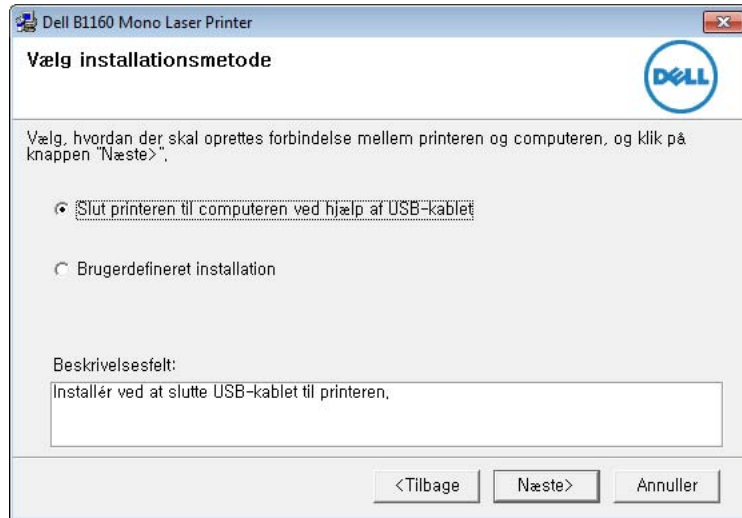 Dell B1160 Mono Laser Printer
Vælg installationsmetode
DELL
Vælg, hvordan der skal oprettes forbindelse mellem printeren og computeren, og klik på
knappen "Næste>".
Slut printeren til computeren ved hjælp af USB-kablet
Brugerdefineret installation
Beskrivelsesfelt:
Installér ved at slutte USB-kablet til printeren.
<Tilbage
Næste>
Annuller